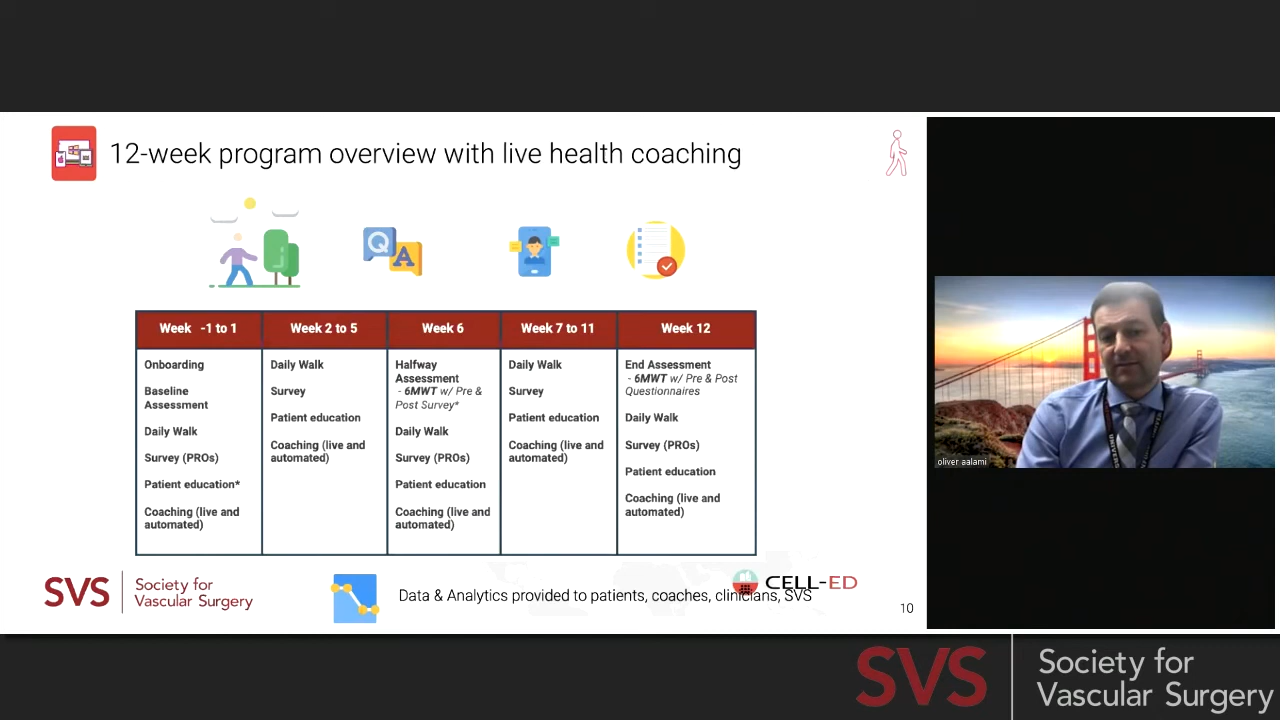 12-week program overview with live health coaching
Q
A
Week -1 to 1
Week 2 to 5
Week 6
Week 7 to 11
Week 12
Onboarding
Baseline
Assessment
Daily Walk
Survey (PROs)
Patient education*
Coaching (live and
automated)
Daily Walk
Survey
Patient education
Coaching (live and
automated)
Halfway
Assessment
- 6MWT w/ Pre &
Post Survey*
Daily Walk
Survey (PROs)
Patient education
Coaching (live and
automated)
Daily Walk
Survey
Patient education
Coaching (live and
automated)
End Assessment
- 6MWT w/ Pre & Post
Questionnaires
Daily Walk
Survey (PROs)
Patient education
Coaching (live and
automated)
SVS
Society for
Vascular Surgery
Data & Analytics provided to patients, coaches, clinicians, SVS
CELL-ED
10
oliver aalami
SVS
Society for
Vascular Surgery